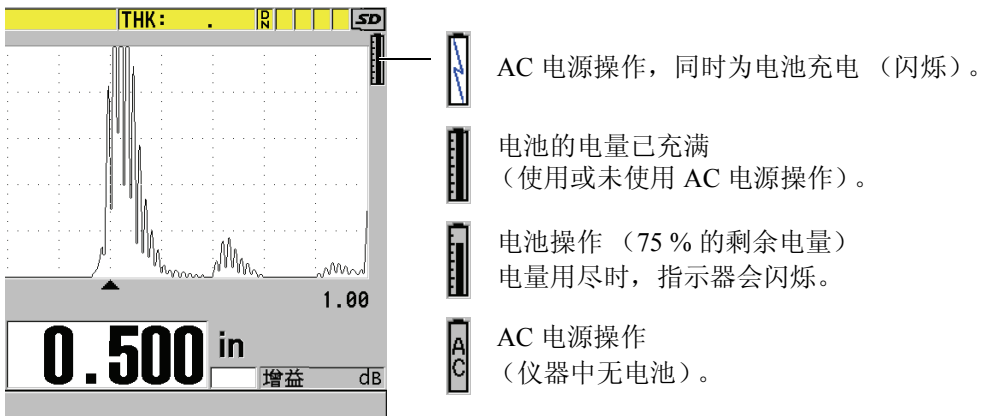 THK: . DN SD
AC 电源操作，同时为电池充电 （闪烁）。
电池的电量已充满
（使用或未使用 AC 电源操作）。
电池操作 （75 % 的剩余电量）
电量用尽时，指示器会闪烁。
1.00
AC
AC 电源操作
（仪器中无电池）。
0.500 in
增益 dB